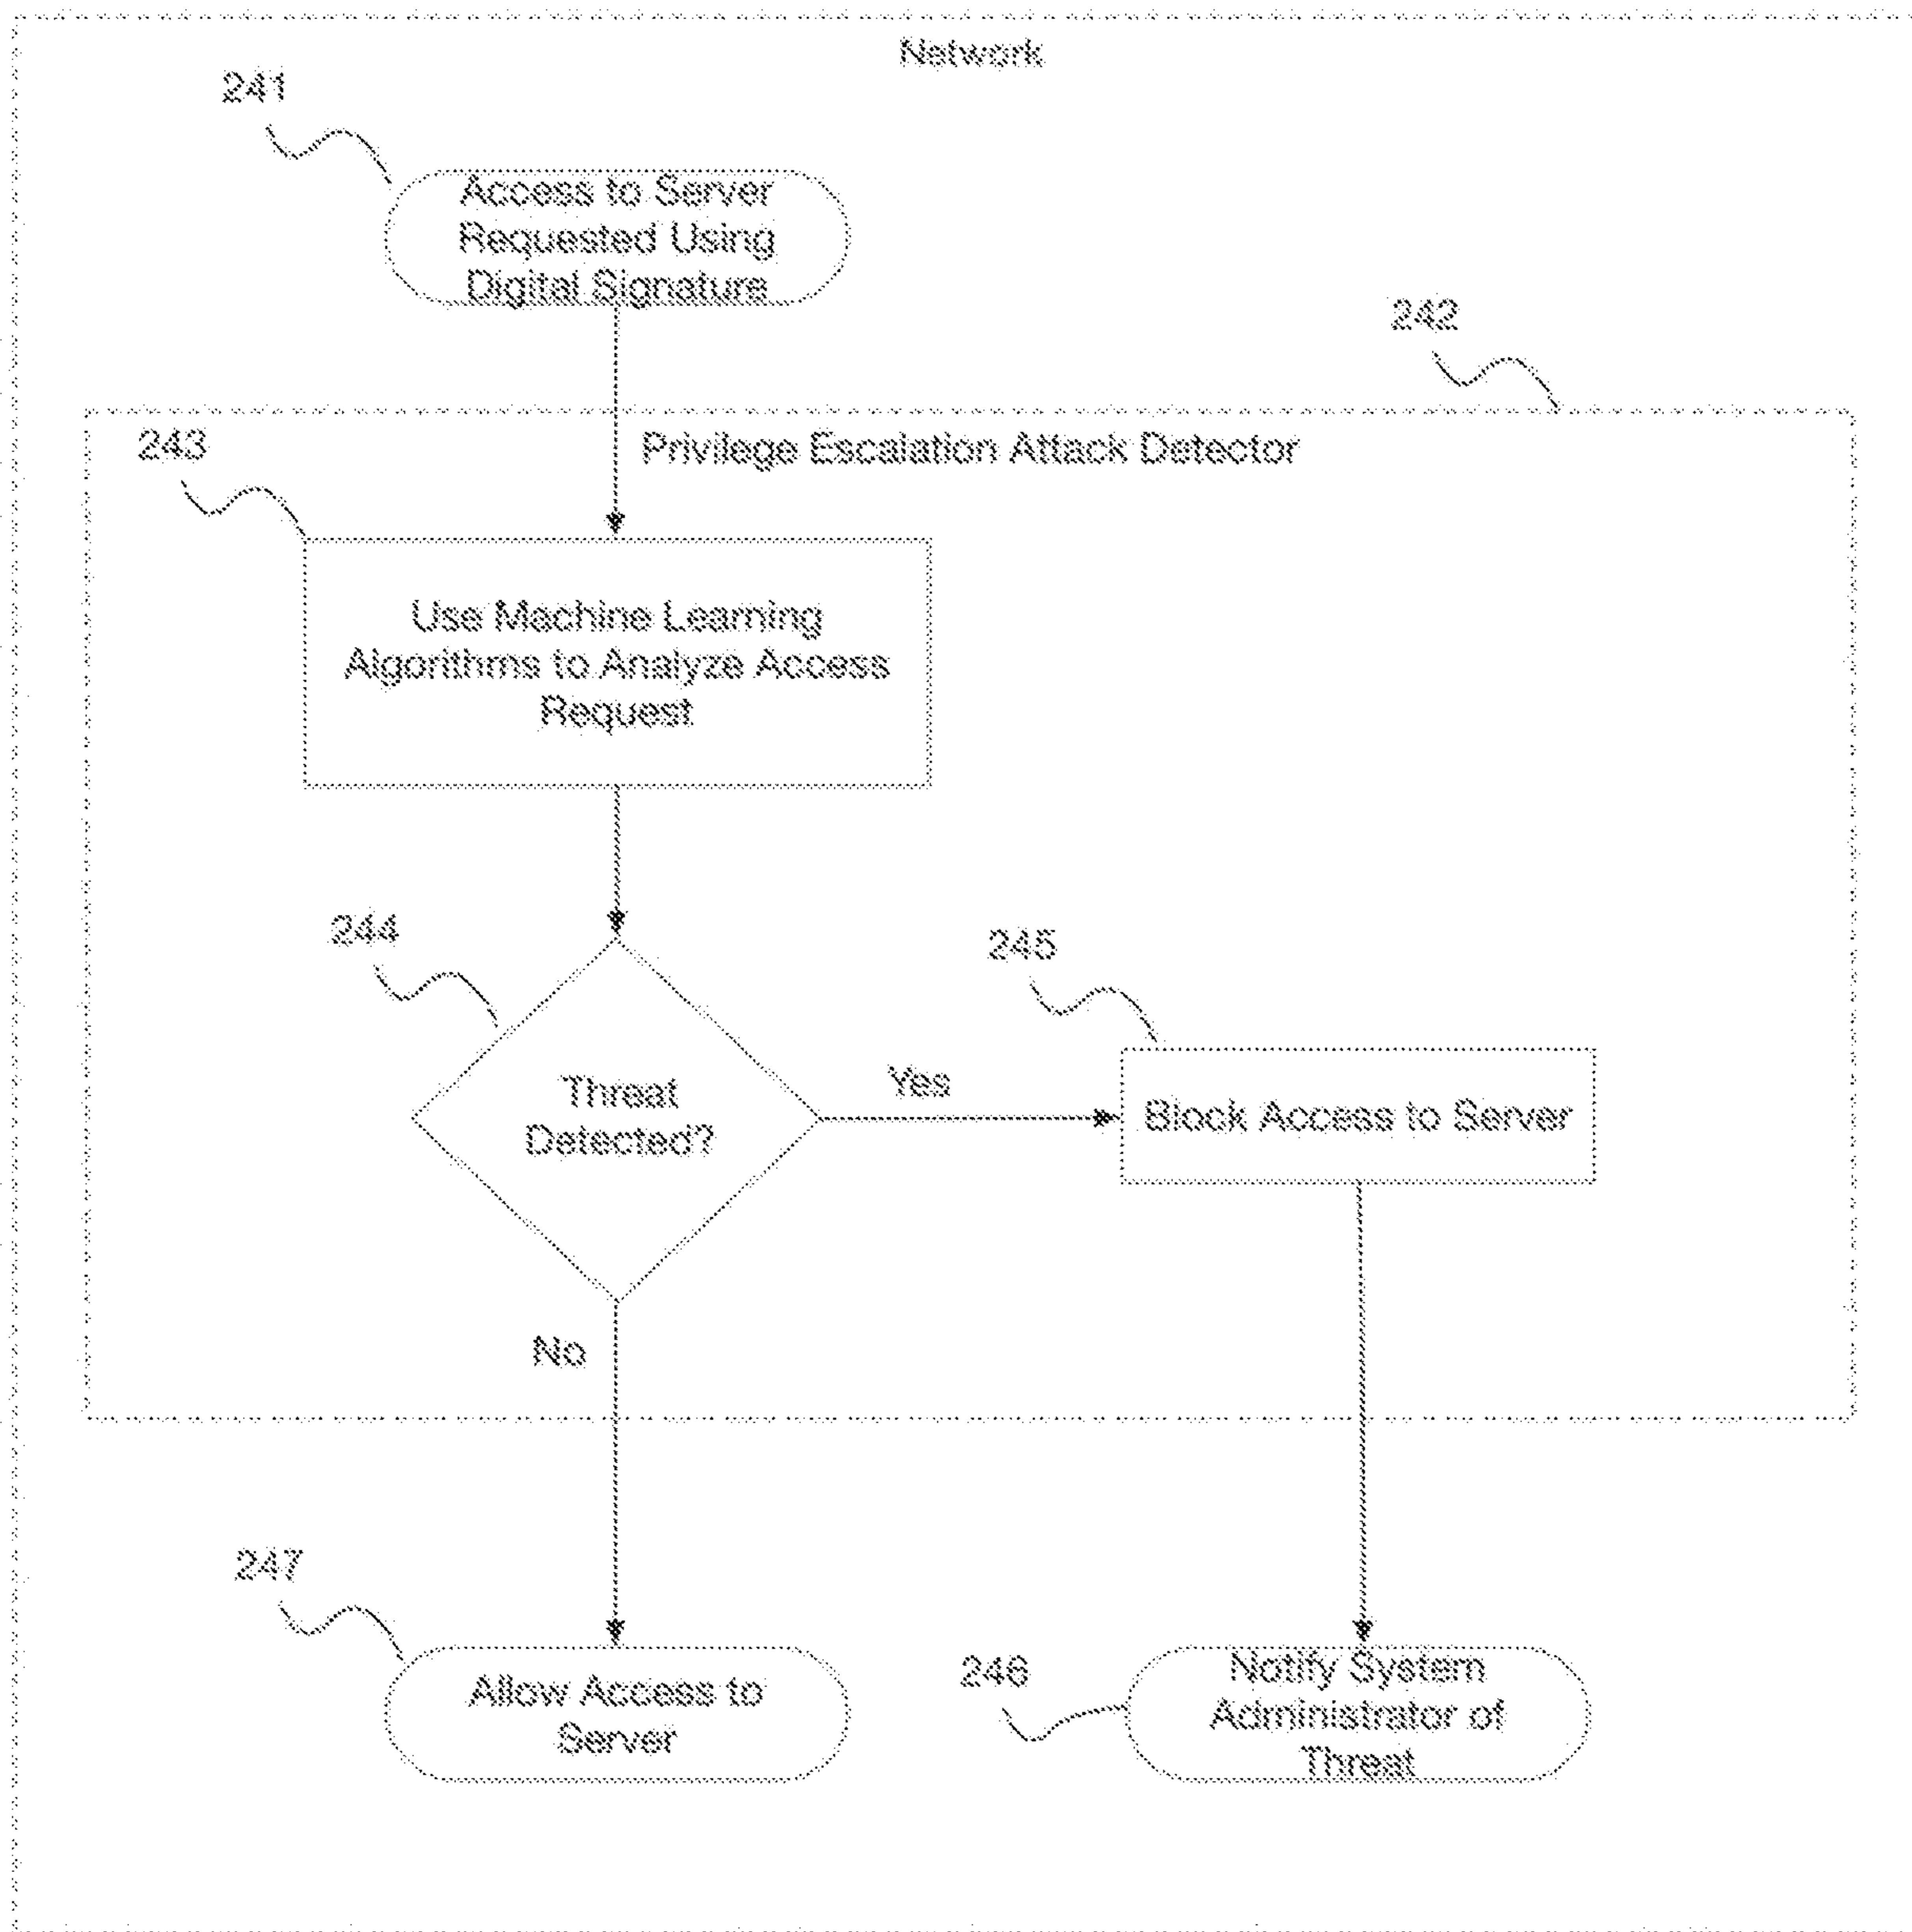 Network
241
Access to Server
Requested Using
Digital Signature
242
243
Privilege Escalation Attack Detector
Use Machine Learning
Algorithms to Analyze Access
Request
244
245
Threat
Detected?
Yes
Block Access to Server
No
247
Allow Access to
Server
246
Notify System
Administrator of
Threat